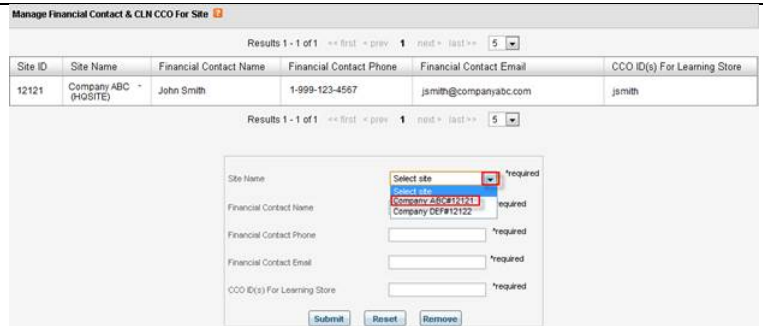 Manage Financial Contact & CLN CCO For Site ?
Results 1 - 1 of 1 << first < prev 1 next > last >> 5
Site ID Site Name Financial Contact Name Financial Contact Phone Financial Contact Email CCO ID(s) For Learning Store
12121 Company ABC - (HQSITE) John Smith 1-999-123-4567 jsmith@companyabc.com jsmith
Results 1 - 1 of 1 << first < prev 1 next > last >> 5
Site Name Select site *required
Select site
Company ABC#12121
Financial Contact Name required
Company DEF#12122
Financial Contact Phone *required
Financial Contact Email *required
CCO ID(s) For Learning Store *required
Submit Reset Remove